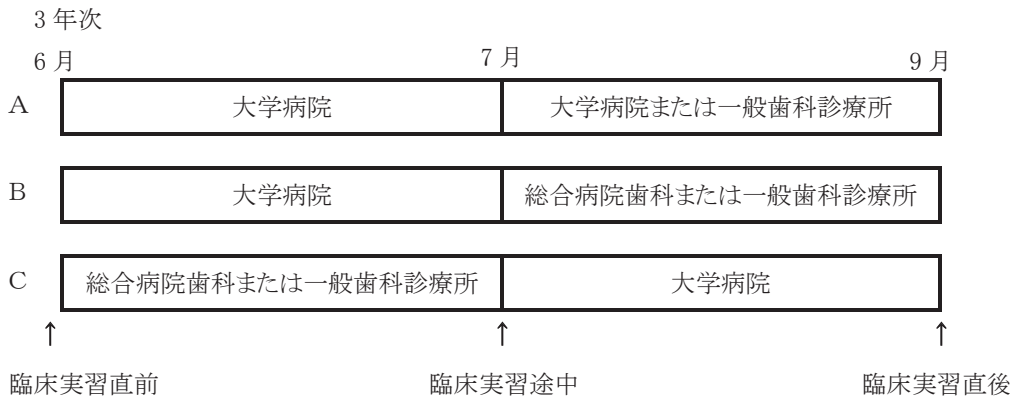 3 年次
6 月 7 月 9 月
A 大学病院 大学病院または一般歯科診療所
B 大学病院 総合病院歯科または一般歯科診療所
C 総合病院歯科または一般歯科診療所 大学病院
↑ ↑ ↑
臨床実習直前 臨床実習途中 臨床実習直後